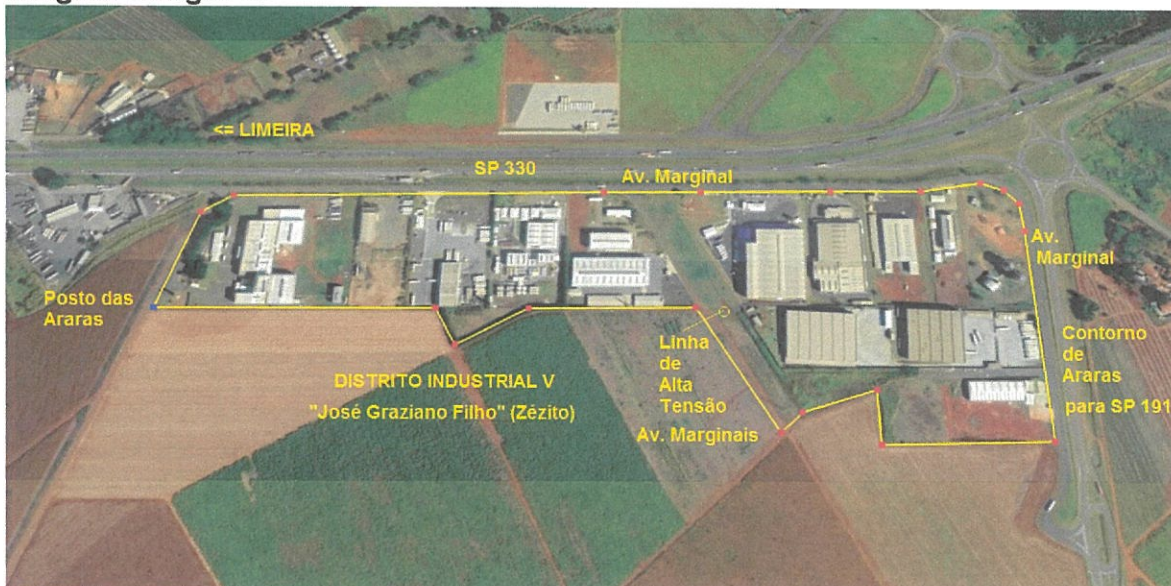 <= LIMEIRA
SP 330
Av. Marginal
Av.
Marginal
Posto das
Araras
Linha
de
Alta
Tensão
Contorno
de
Araras
para SP 191
DISTRITO INDUSTRIAL V
"José Graziano Filho" (Zézito)
Av. Marginais